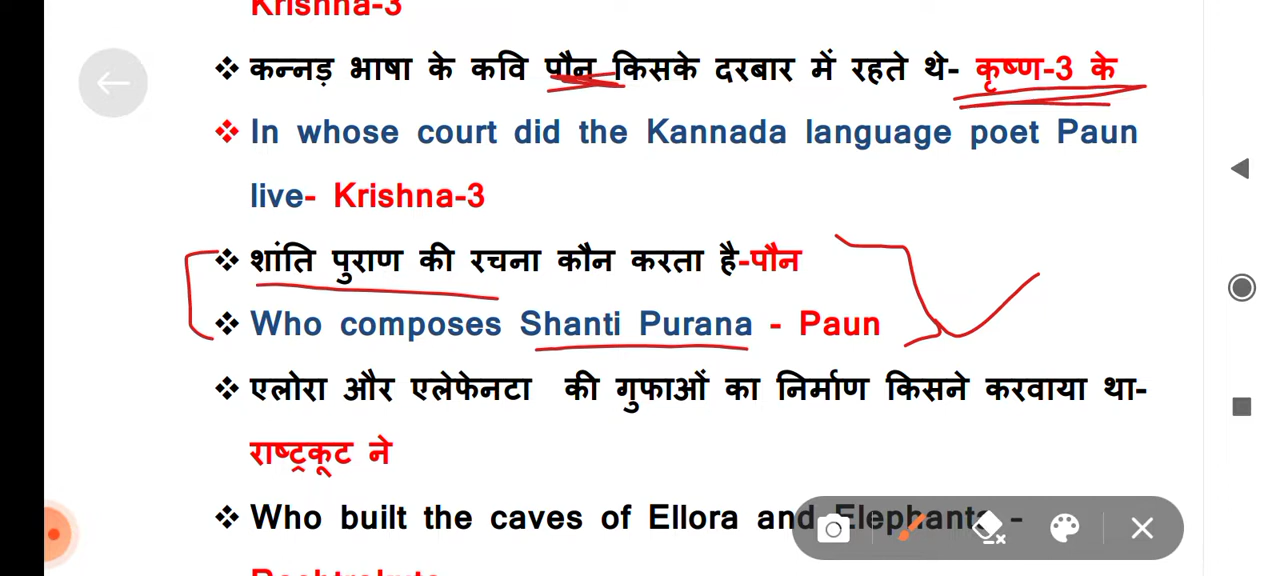 Krishna-3
❖ कन्नड़ भाषा के कवि पौन किसके दरबार में रहते थे- कृष्ण-3 के
❖ In whose court did the Kannada language poet Paun
live- Krishna-3
❖ शांति पुराण की रचना कौन करता है-पौन
❖ Who composes Shanti Purana - Paun
❖ एलोरा और एलेफेनटा की गुफाओं का निर्माण किसने करवाया था-
राष्ट्रकूट ने
❖ Who built the caves of Ellora and Elephanta -